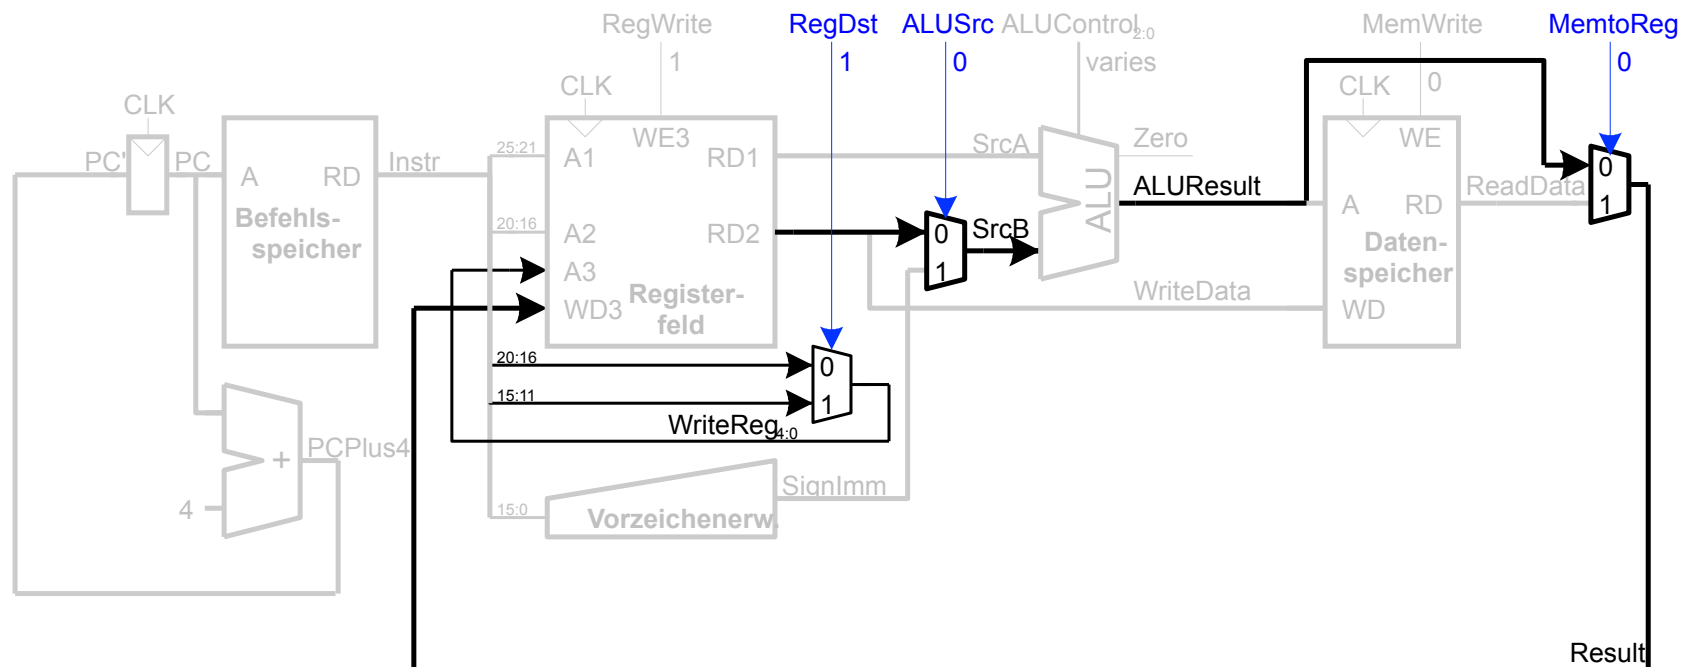 RegWrite
1
RegDst
1
ALUSrc
0
ALUControl2:0
varies
MemWrite
0
MemtoReg
0
CLK
PC'
PC
A
RD
Befehls-
speicher
Instr
25:21
20:16
CLK
WE3
A1
RD1
A2
RD2
A3
WD3
Register-
feld
SrcA
0
1
SrcB
ALU
Zero
ALUResult
WriteData
CLK
WE
A
RD
Daten-
speicher
WD
ReadData
0
1
20:16
15:11
0
1
WriteReg4:0
PCPlus4
+
4
15:0
SignImm
Vorzeichenerw.
Result